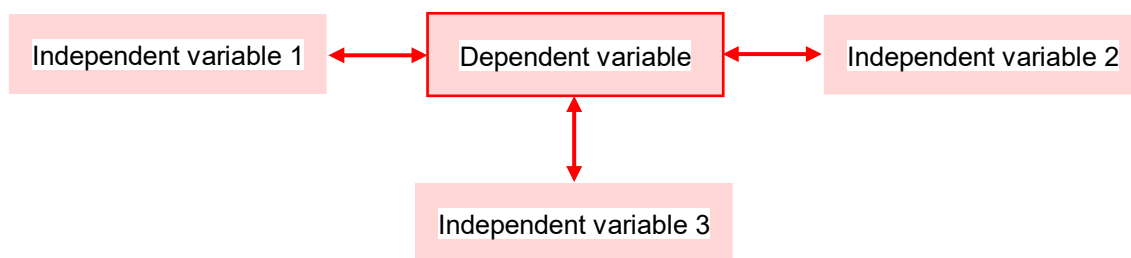 Independent variable 1
Dependent variable
Independent variable 2
Independent variable 3